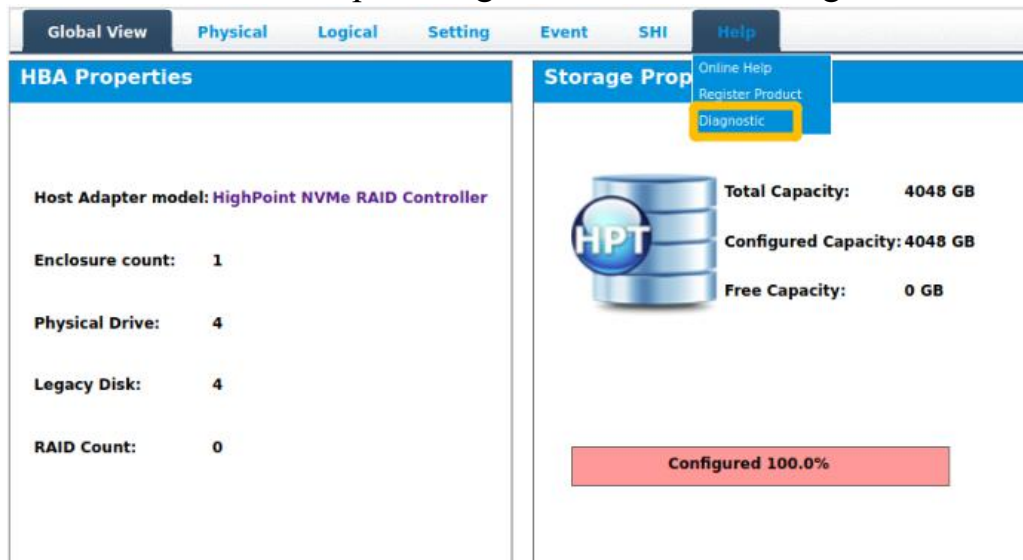 Global View Physical Logical Setting Event SHI Help
Online Help
Register Product
Diagnostic
HBA Properties
Host Adapter model: HighPoint NVMe RAID Controller
Enclosure count: 1
Physical Drive: 4
Legacy Disk: 4
RAID Count: 0
Storage Prop
HPT
Total Capacity: 4048 GB
Configured Capacity: 4048 GB
Free Capacity: 0 GB
Configured 100.0%